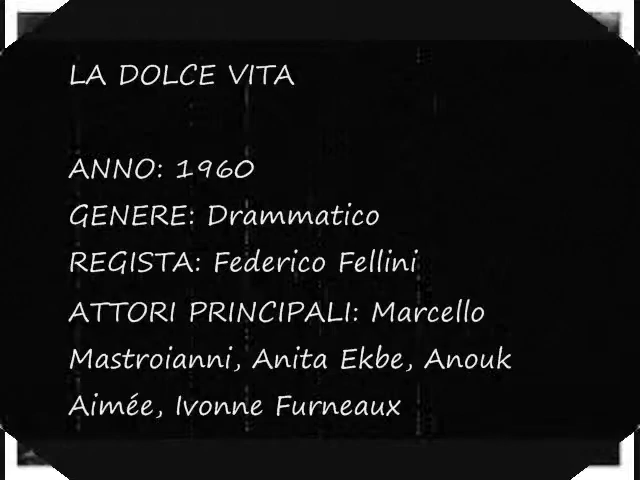 LA DOLCE VITA
ANNO: 1960
GENERE: Drammatico
REGISTA: Federico Fellini
ATTORI PRINCIPALI: Marcello
Mastroianni, Anita Ekbe, Anouk
Aimée, Ivonne Furneaux